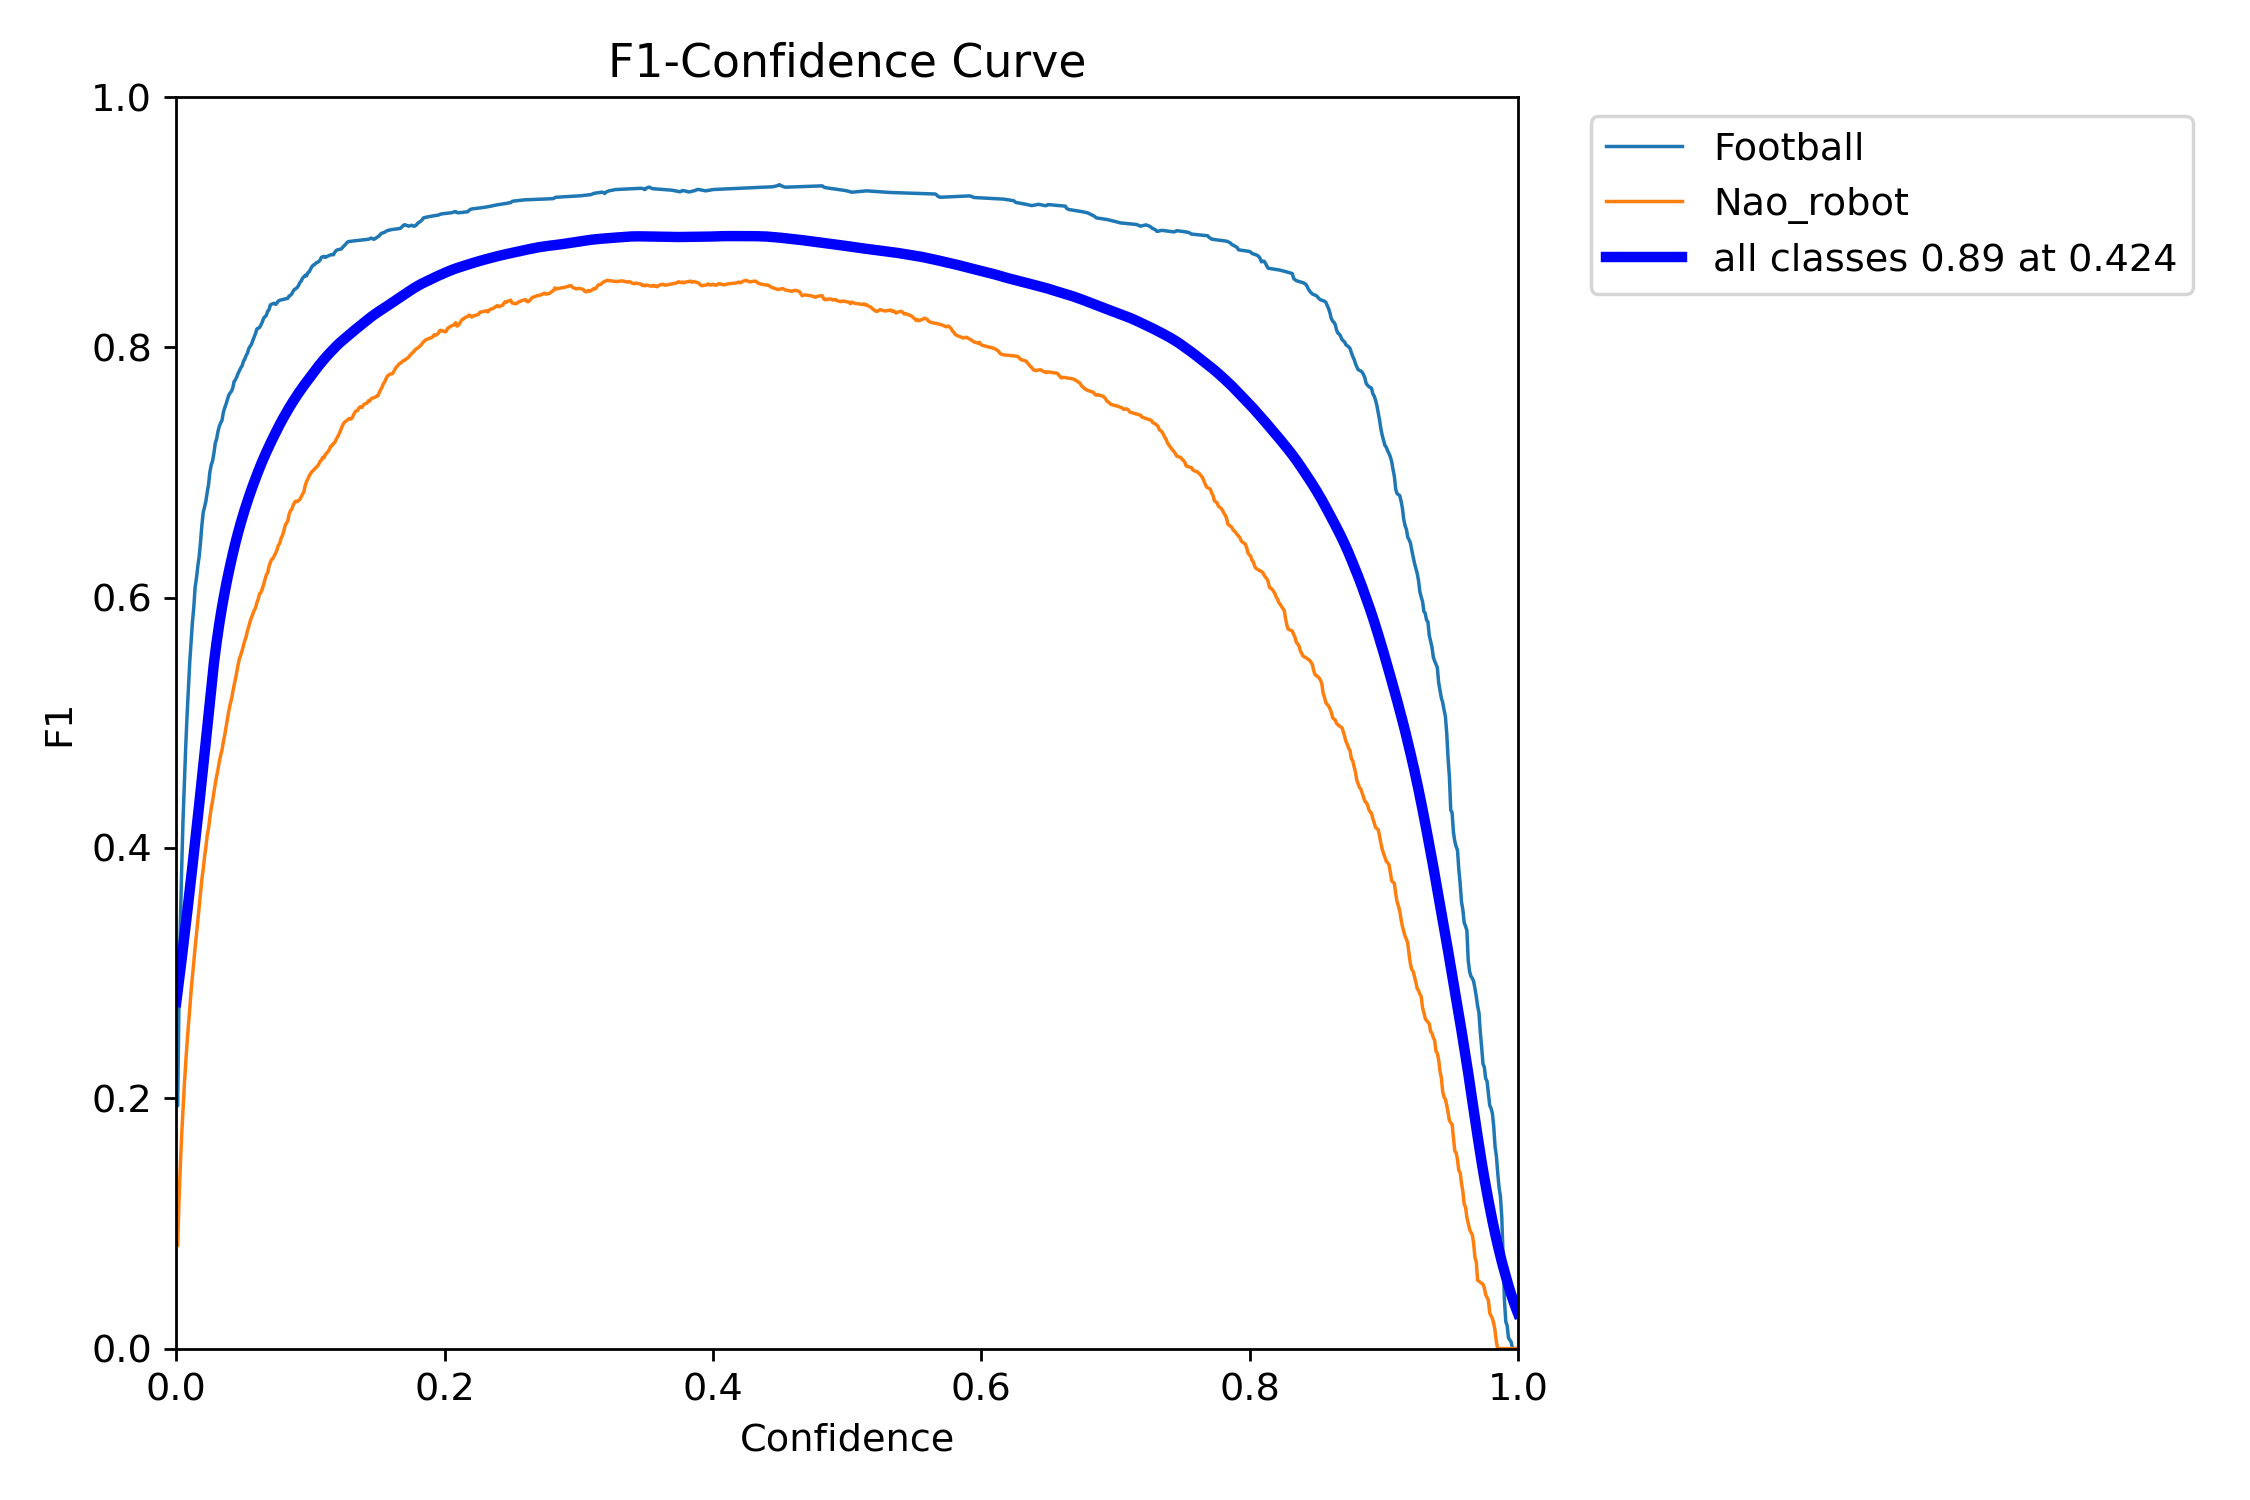 F1-Confidence Curve
1.0
0.8
0.6
0.4
0.2
0.0
F1
0.0 0.2 0.4 0.6 0.8 1.0
Confidence
Football
Nao_robot
all classes 0.89 at 0.424